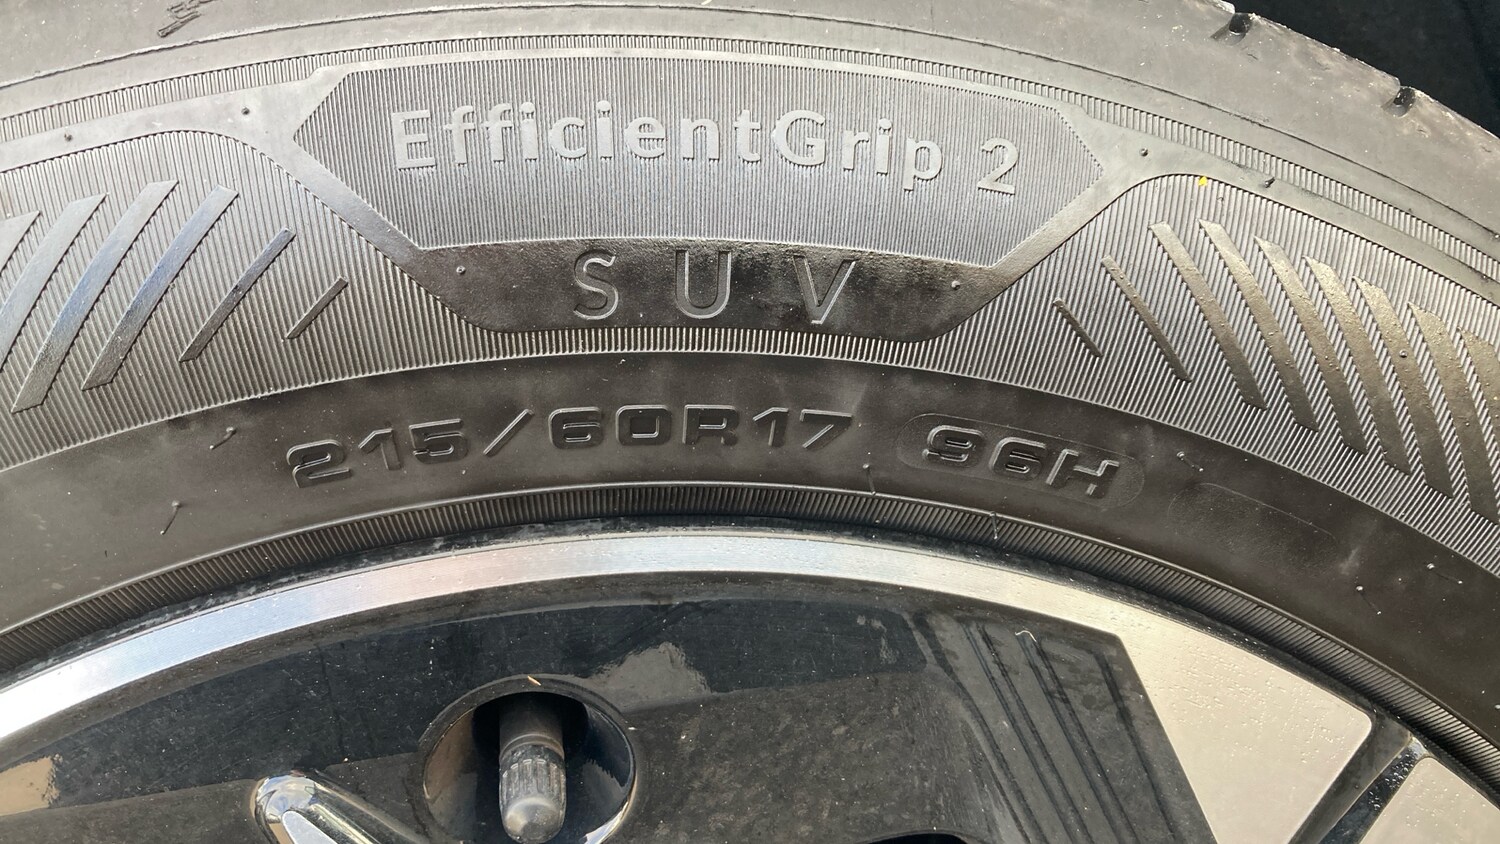 EfficientGrip 2
SUV
215/60R17 96H